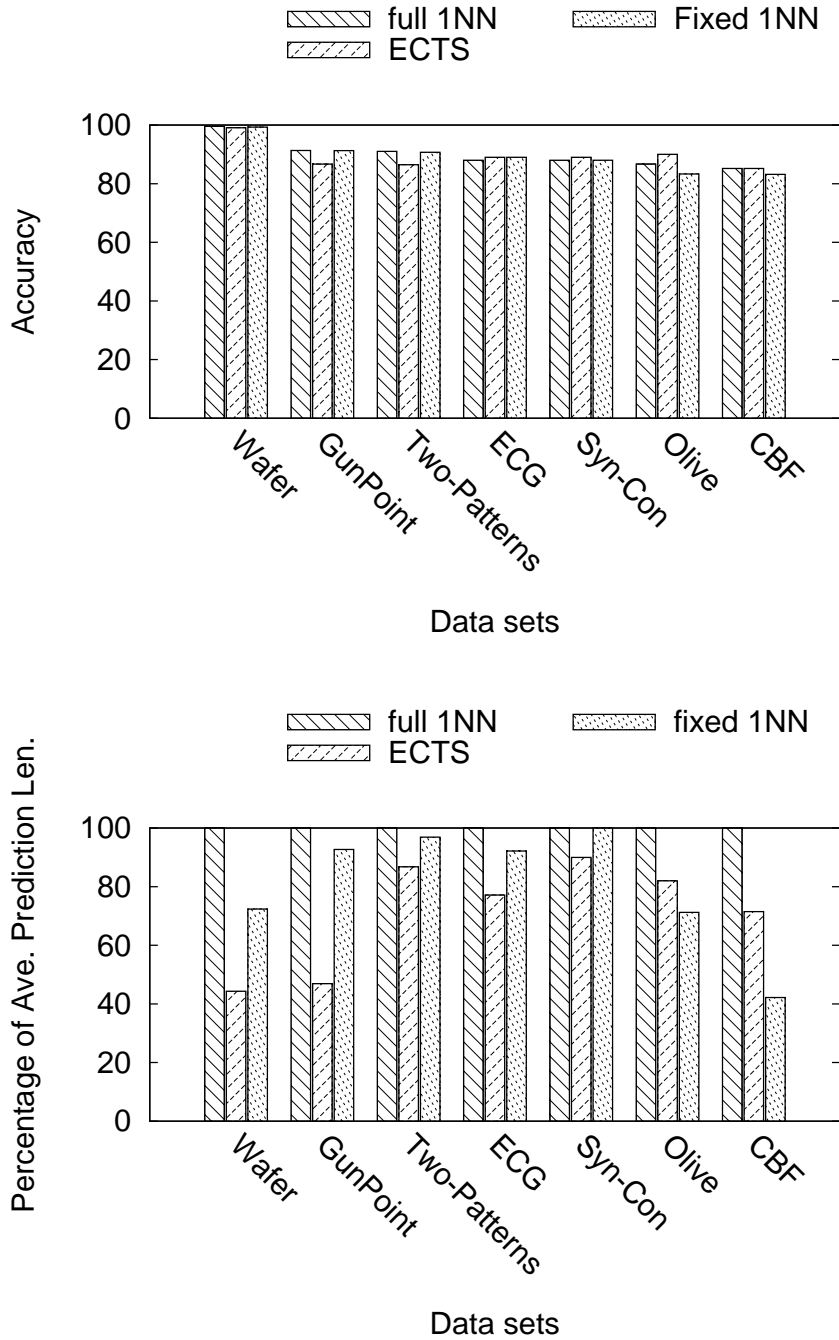 full 1NN
Fixed 1NN
ECTS
100
80
60
40
20
0
Accuracy
Wafer
GunPoint
Two-Patterns
ECG
Syn-Con
Olive
CBF
Data sets
full 1NN
fixed 1NN
ECTS
100
80
60
40
20
0
Percentage of Ave. Prediction Len.
Wafer
GunPoint
Two-Patterns
ECG
Syn-Con
Olive
CBF
Data sets